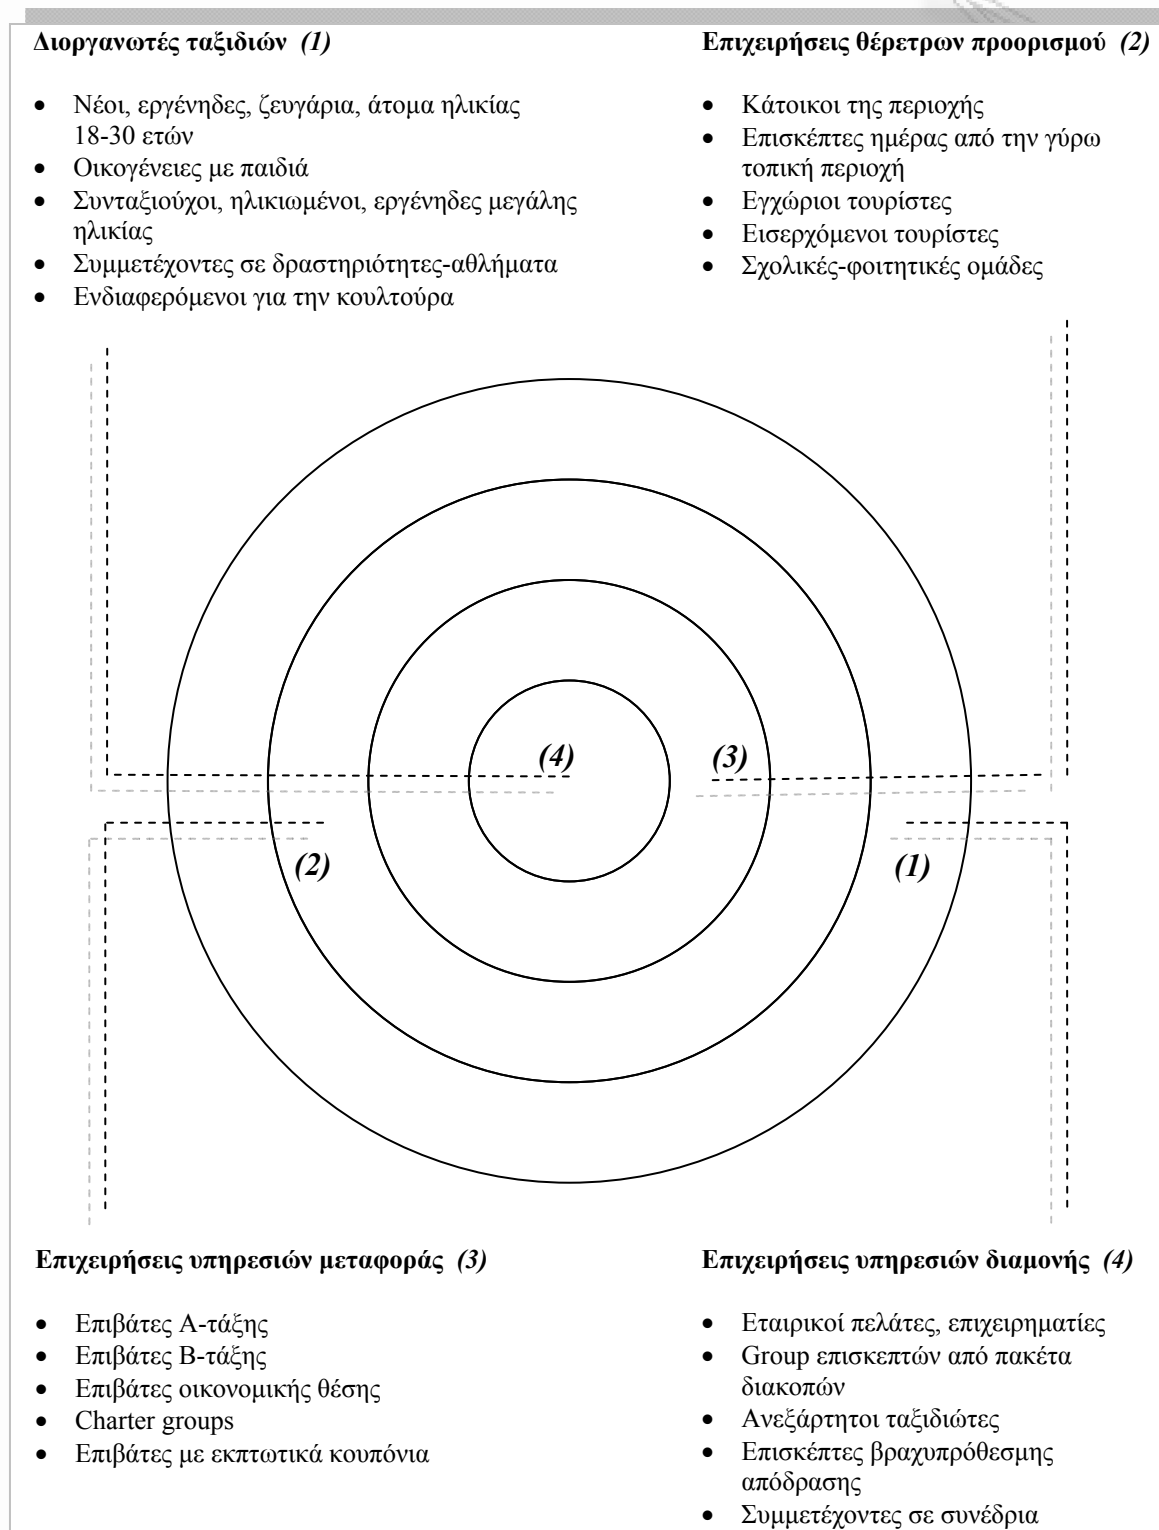 Διοργανωτές ταξιδιών (1)
• Νέοι, εργένηδες, ζευγάρια, άτομα ηλικίας
18-30 ετών
• Οικογένειες με παιδιά
• Συνταξιούχοι, ηλικιωμένοι, εργένηδες μεγάλης
ηλικίας
• Συμμετέχοντες σε δραστηριότητες-αθλήματα
• Ενδιαφερόμενοι για την κουλτούρα
Επιχειρήσεις θέρετρων προορισμού (2)
• Κάτοικοι της περιοχής
• Επισκέπτες ημέρας από την γύρω
τοπική περιοχή
• Εγχώριοι τουρίστες
• Εισερχόμενοι τουρίστες
• Σχολικές-φοιτητικές ομάδες
(4)
(3)
(2)
(1)
Επιχειρήσεις υπηρεσιών μεταφοράς (3)
• Επιβάτες Α-τάξης
• Επιβάτες Β-τάξης
• Επιβάτες οικονομικής θέσης
• Charter groups
• Επιβάτες με εκπτωτικά κουπόνια
Επιχειρήσεις υπηρεσιών διαμονής (4)
• Εταιρικοί πελάτες, επιχειρηματίες
• Group επισκεπτών από πακέτα
διακοπών
• Ανεξάρτητοι ταξιδιώτες
• Επισκέπτες βραχυπρόθεσμης
απόδρασης
• Συμμετέχοντες σε συνέδρια